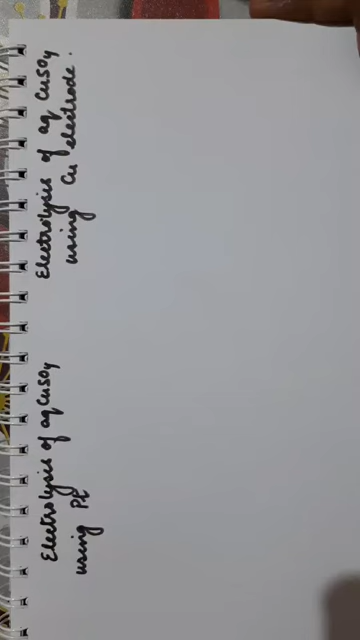 Electrolysis of aq CuSO4
using Pt
Electrolysis of aq CuSO4
using Cu electrode.